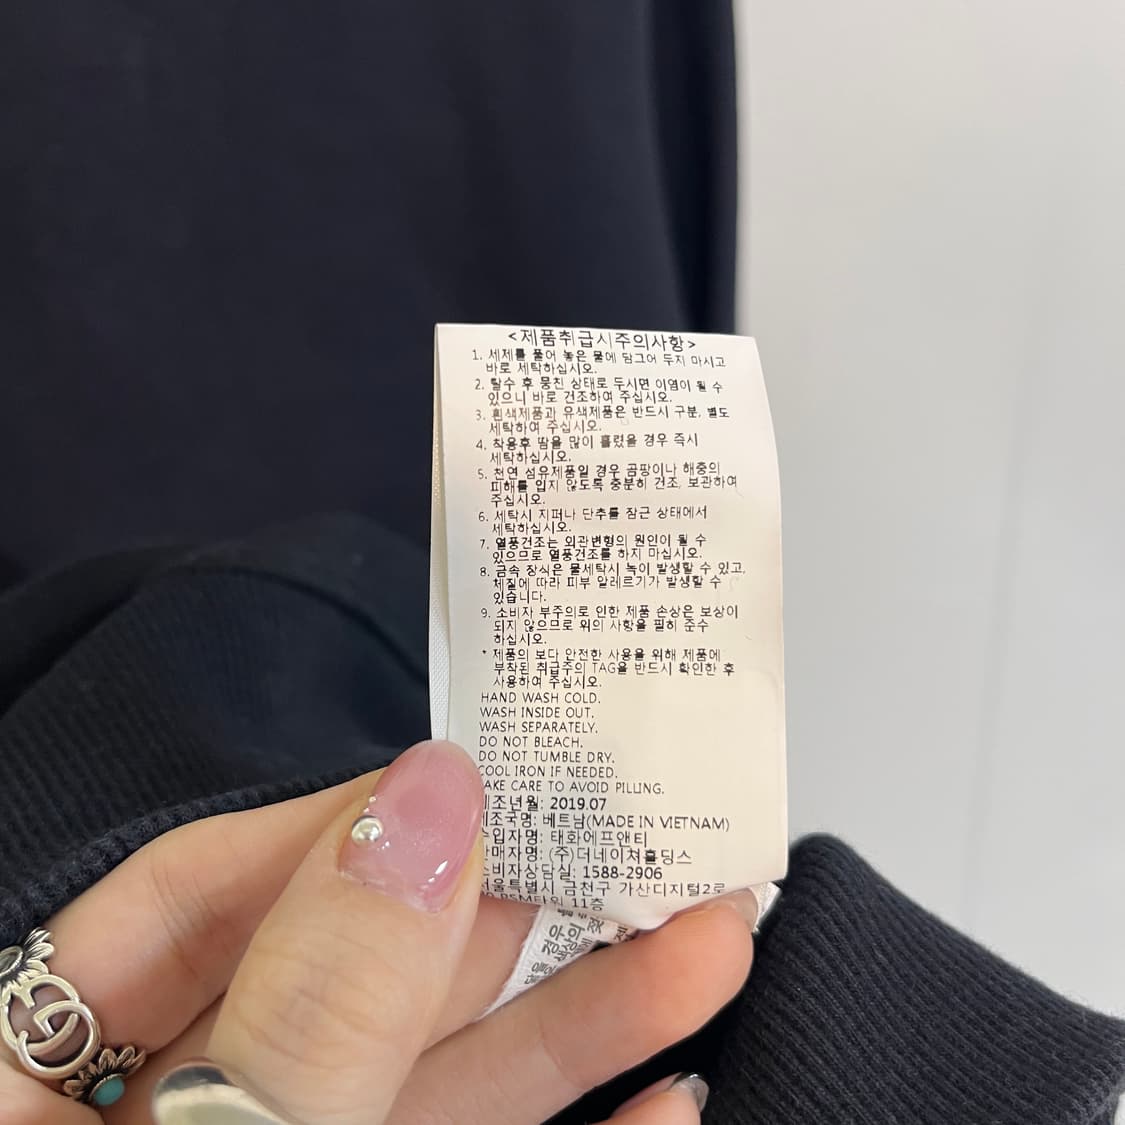 <제품취급시주의사항>
1. 세제를 풀어 놓은 물에 담그어 두지 마시고
바로 세탁하십시오.
2. 탈수 후 뭉친 상태로 두시면 이염이 될 수
있으니 바로 건조하여 주십시오.
3. 흰색제품과 유색제품은 반드시 구분, 별도
세탁하여 주십시오.
4. 착용후 땀을 많이 흘렸을 경우 즉시
세탁하십시오.
5. 천연 섬유제품일 경우 곰팡이나 해충의
피해를 입지 않도록 충분히 건조, 보관하여
주십시오.
6. 세탁시 지퍼나 단추를 잠근 상태에서
세탁하십시오.
7. 열풍건조는 외관변형의 원인이 될 수
있으므로 열풍건조를 하지 마십시오.
8. 금속 장식은 물세탁시 녹이 발생할 수 있고,
체질에 따라 피부 알레르기가 발생할 수
있습니다.
9. 소비자 부주의로 인한 제품 손상은 보상이
되지 않으므로 위의 사항을 필히 준수
하십시오.
* 제품의 보다 안전한 사용을 위해 제품에
부착된 취급주의 TAG을 반드시 확인한 후
사용하여 주십시오.
HAND WASH COLD.
WASH INSIDE OUT.
WASH SEPARATELY.
DO NOT BLEACH.
DO NOT TUMBLE DRY.
COOL IRON IF NEEDED.
AKE CARE TO AVOID PILLING.
제조년월: 2019.07
제조국명: 베트남(MADE IN VIETNAM)
수입자명: 태화에프앤티
판매자명: (주)더네이쳐홀딩스
소비자상담실: 1588-2906
서울특별시 금천구 가산디지털2로
BSM타워 11층
경우
색상의